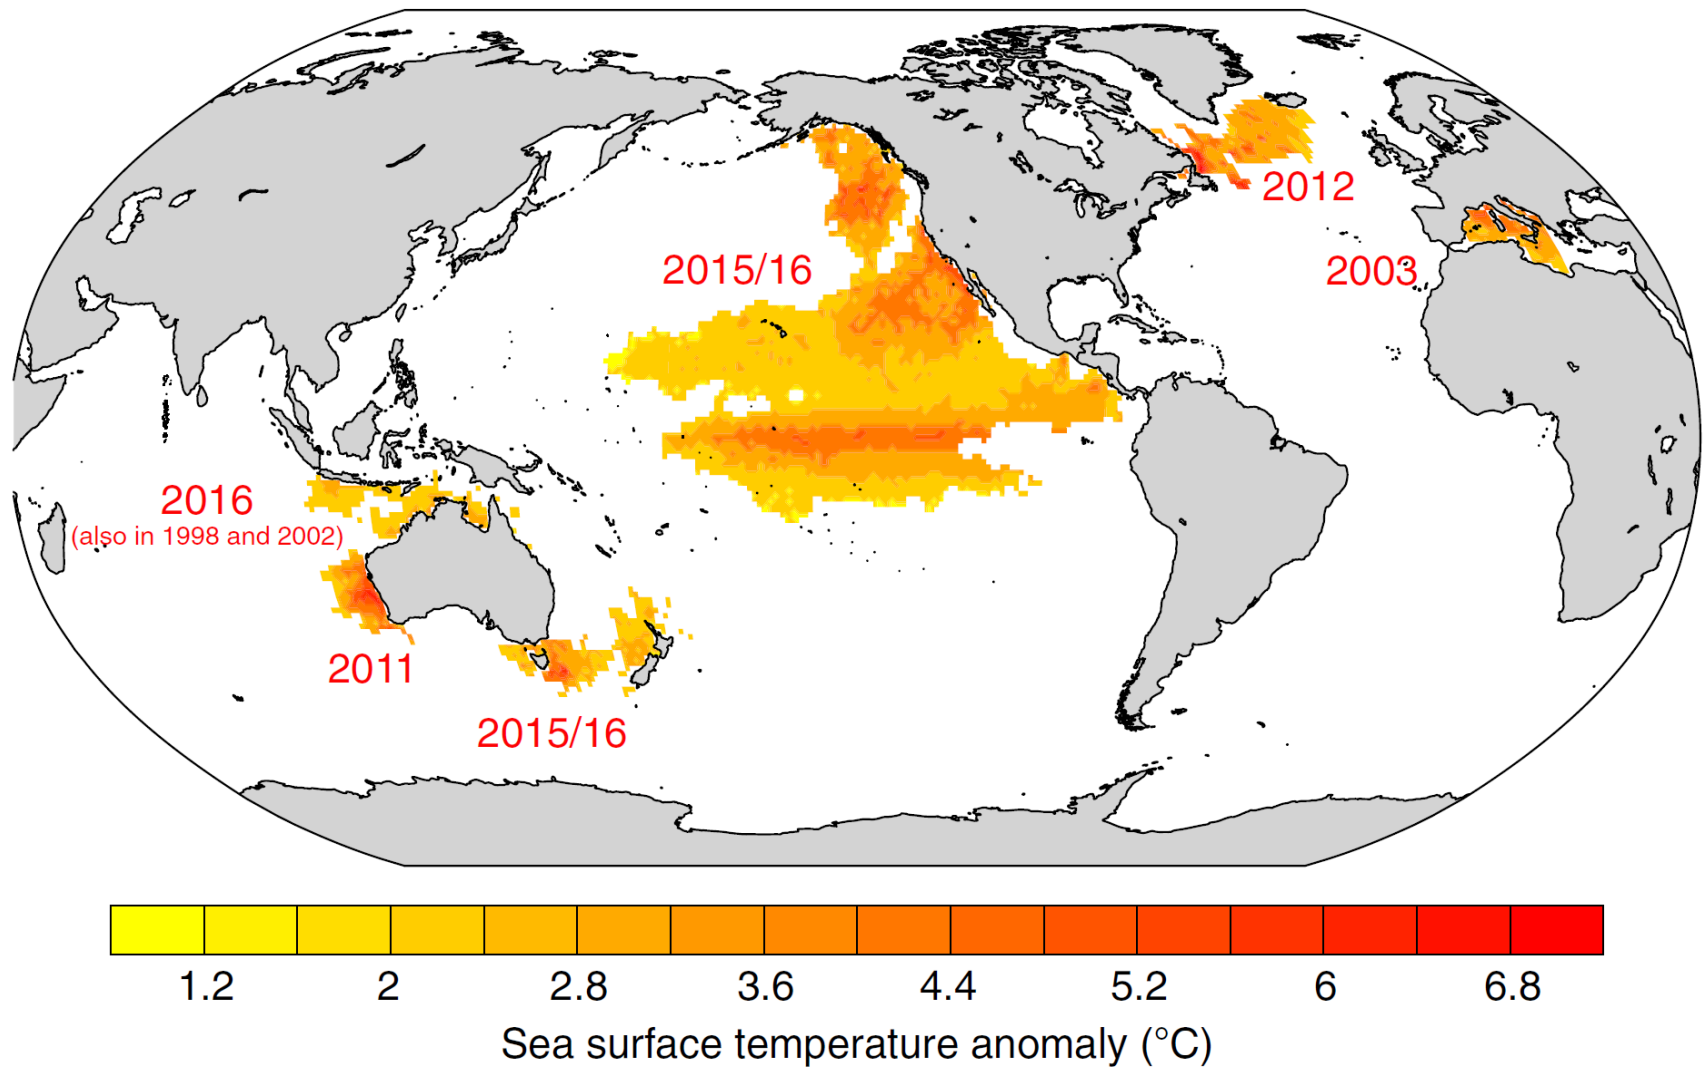 2012
2015/16
2003
2016
(also in 1998 and 2002)
2011
2015/16
1.2 2 2.8 3.6 4.4 5.2 6 6.8
Sea surface temperature anomaly (°C)